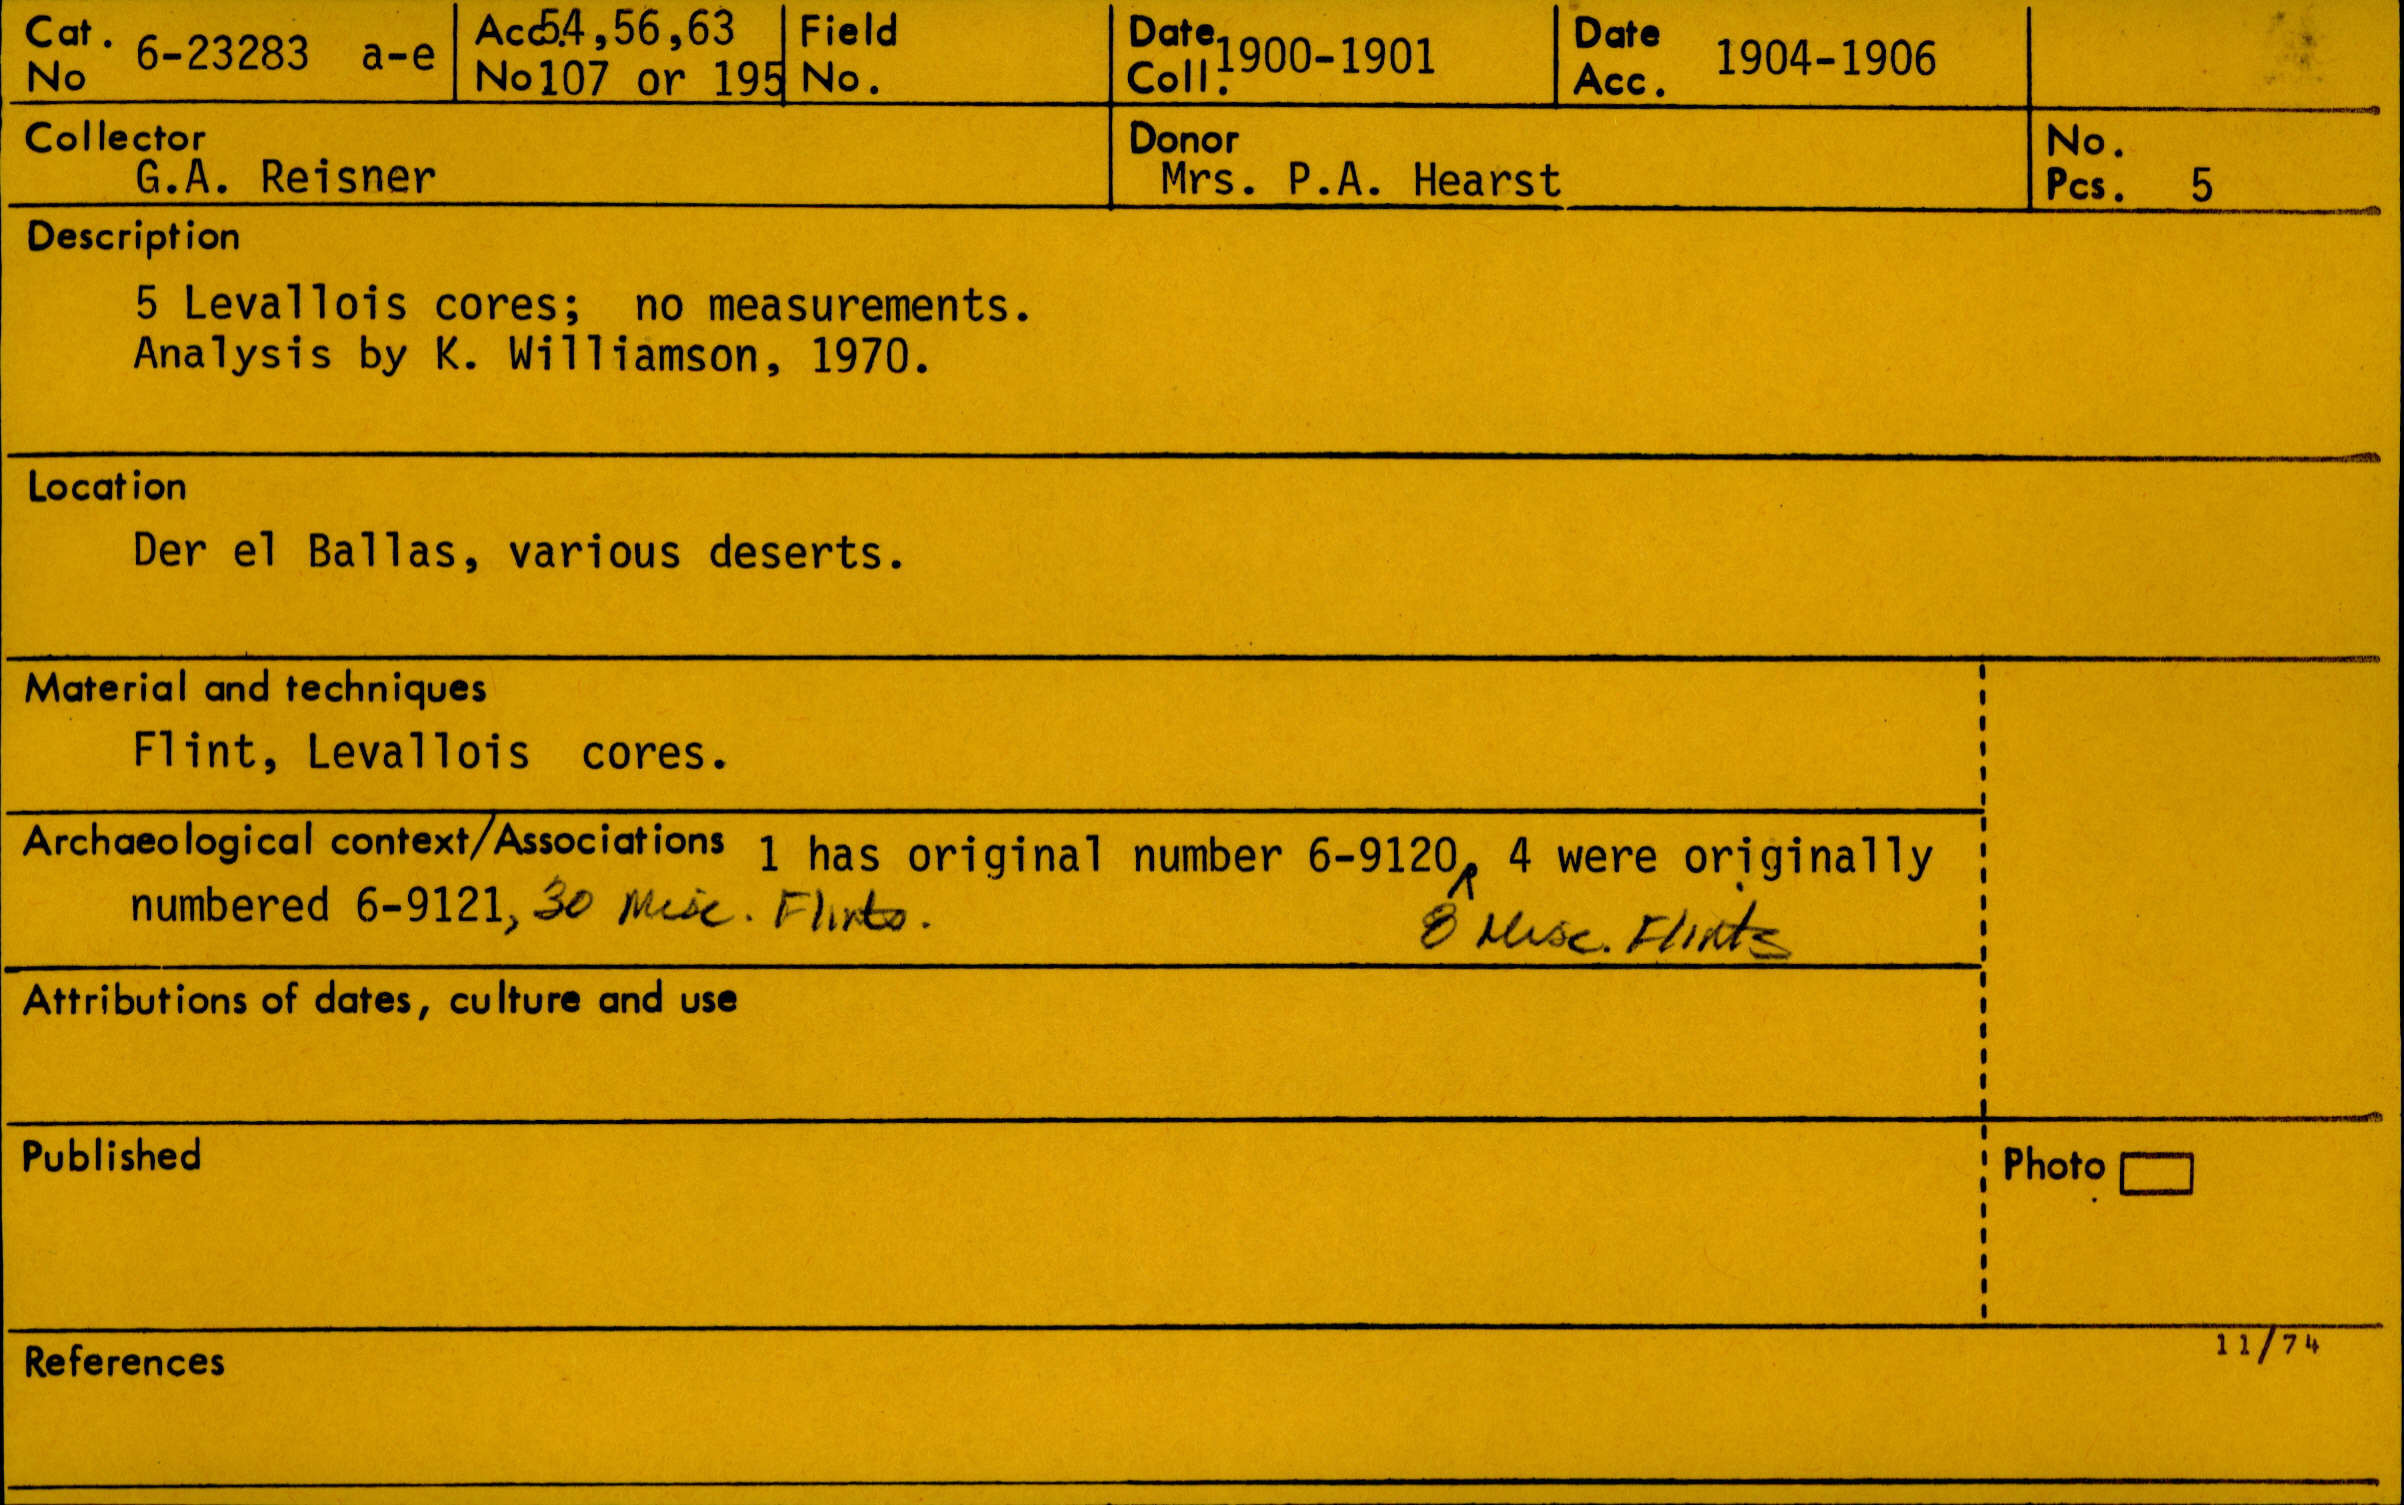 Cat. No 6-23283 a-e
Acc. No 54,56,63 107 or 195
Field No.
Date Coll. 1900-1901
Date Acc. 1904-1906
Collector
G.A. Reisner
Donor
Mrs. P.A. Hearst
No. Pcs. 5
Description
5 Levallois cores; no measurements.
Analysis by K. Williamson, 1970.
Location
Der el Ballas, various deserts.
Material and techniques
Flint, Levallois cores.
Archaeological context/Associations 1 has original number 6-9120, 4 were originally
numbered 6-9121, 30 Misc. Flints.
8 Misc. Flints
Attributions of dates, culture and use
Published
Photo
11/74
References